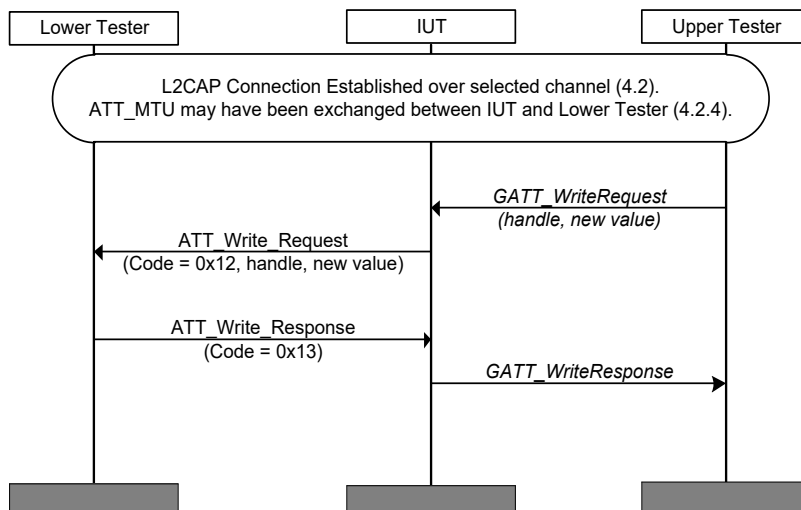 Lower Tester
IUT
Upper Tester
L2CAP Connection Established over selected channel (4.2).
ATT_MTU may have been exchanged between IUT and Lower Tester (4.2.4).
GATT_WriteRequest
(handle, new value)
ATT_Write_Request
(Code = 0x12, handle, new value)
ATT_Write_Response
(Code = 0x13)
GATT_WriteResponse